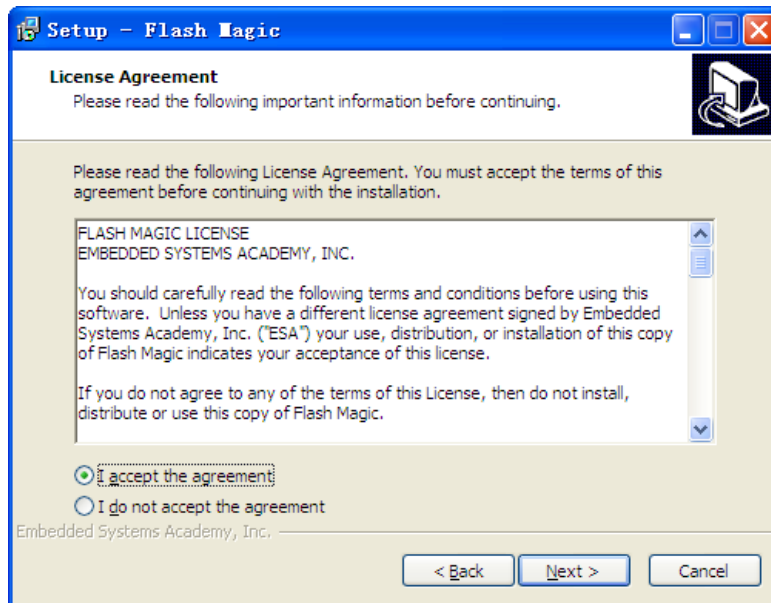 Setup - Flash Magic
License Agreement
Please read the following important information before continuing.
Please read the following License Agreement. You must accept the terms of this
agreement before continuing with the installation.
FLASH MAGIC LICENSE
EMBEDDED SYSTEMS ACADEMY, INC.
You should carefully read the following terms and conditions before using this
software.  Unless you have a different license agreement signed by Embedded
Systems Academy, Inc. ("ESA") your use, distribution, or installation of this copy
of Flash Magic indicates your acceptance of this license.
If you do not agree to any of the terms of this License, then do not install,
distribute or use this copy of Flash Magic.
I accept the agreement
I do not accept the agreement
Embedded Systems Academy, Inc.
< Back
Next >
Cancel